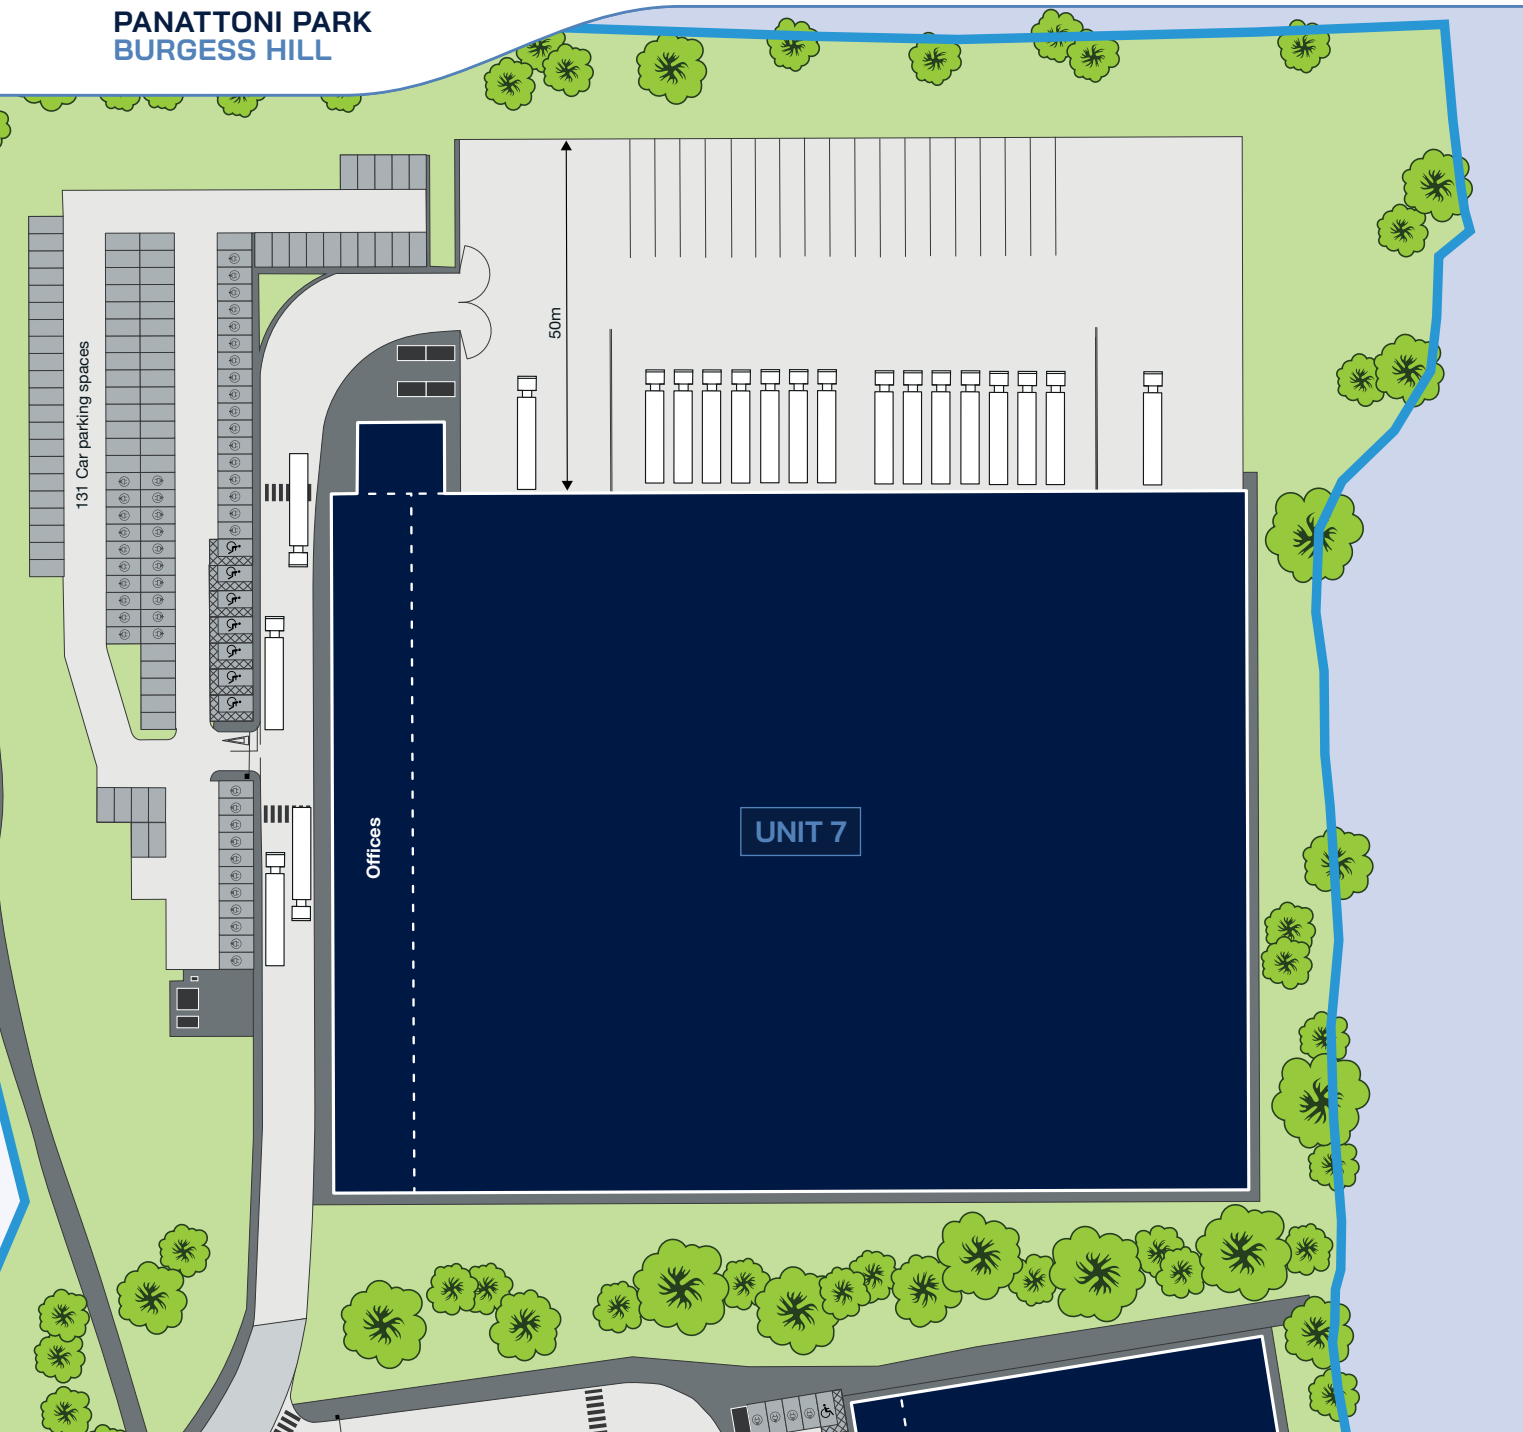 PANATTONI PARK
BURGESS HILL
50m
131 Car parking spaces
Offices
UNIT 7